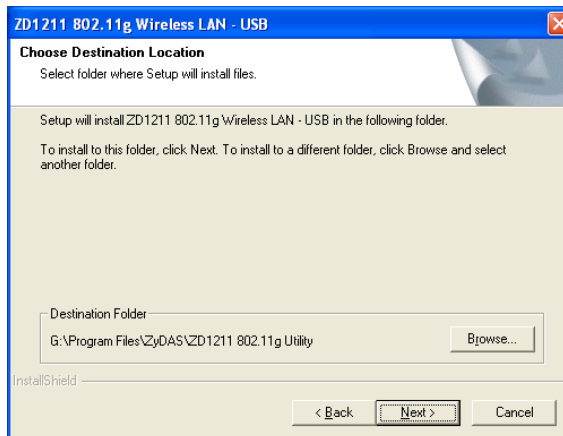 ZD1211 802.11g Wireless LAN - USB
Choose Destination Location
Select folder where Setup will install files.
Setup will install ZD1211 802.11g Wireless LAN - USB in the following folder.
To install to this folder, click Next. To install to a different folder, click Browse and select
another folder.
Destination Folder
G:\Program Files\ZyDAS\ZD1211 802.11g Utility
Browse...
InstallShield
< Back
Next >
Cancel